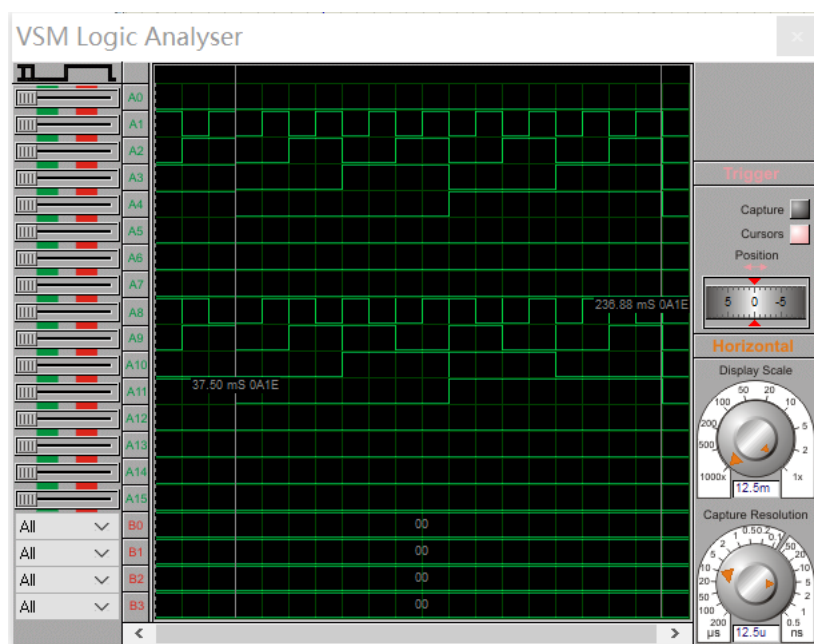 VSM Logic Analyser
A0
A1
A2
A3
A4
A5
A6
A7
A8
A9
A10
A11
A12
A13
A14
A15
B0
B1
B2
B3
All
All
All
All
236.88 mS 0A1E
37.50 mS 0A1E
00
00
00
00
Trigger
Capture
Cursors
Position
5 0 -5
Horizontal
Display Scale
50 20
100 10
200 5
500 2
1000x 1x
12.5m
Capture Resolution
1 0.5 0.2 0.1
2 50
5 20
10 10
20 5
50 2
100 1
200 0.5
µs ns
12.5u